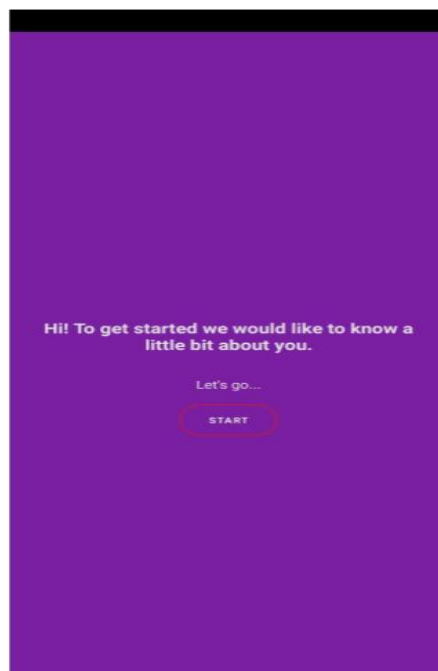 Hi! To get started we would like to know a
little bit about you.
Let's go...
START